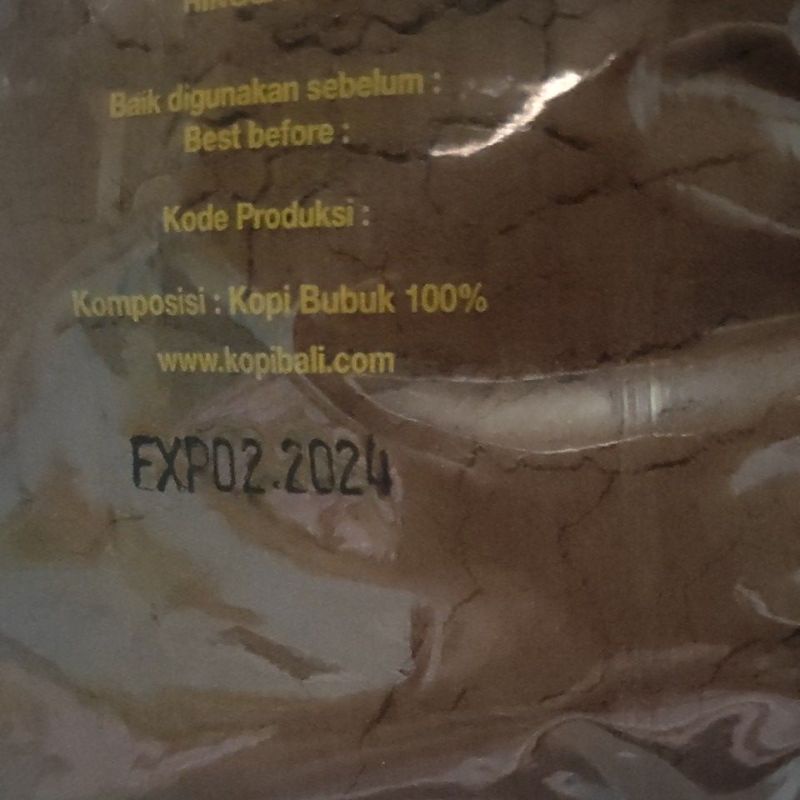 Baik digunakan sebelum :
Best before :
Kode Produksi :
Komposisi : Kopi Bubuk 100%
www.kopibali.com
EXP02.2024